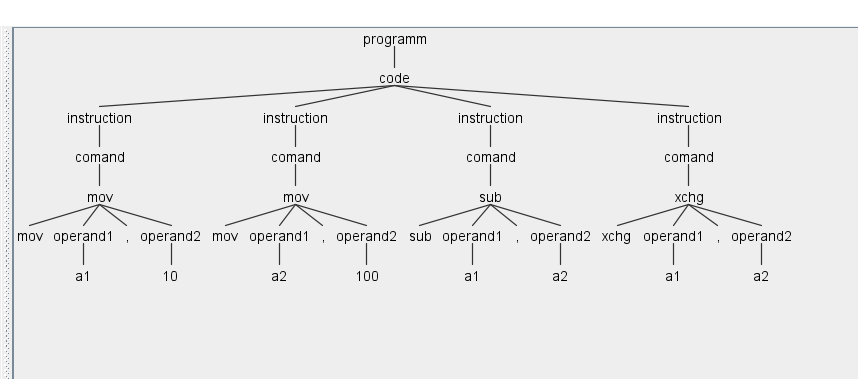 programm
code
instruction instruction instruction instruction
comand comand comand comand
mov mov sub xchg
mov operand1 , operand2 mov operand1 , operand2 sub operand1 , operand2 xchg operand1 , operand2
a1 10 a2 100 a1 a2 a1 a2